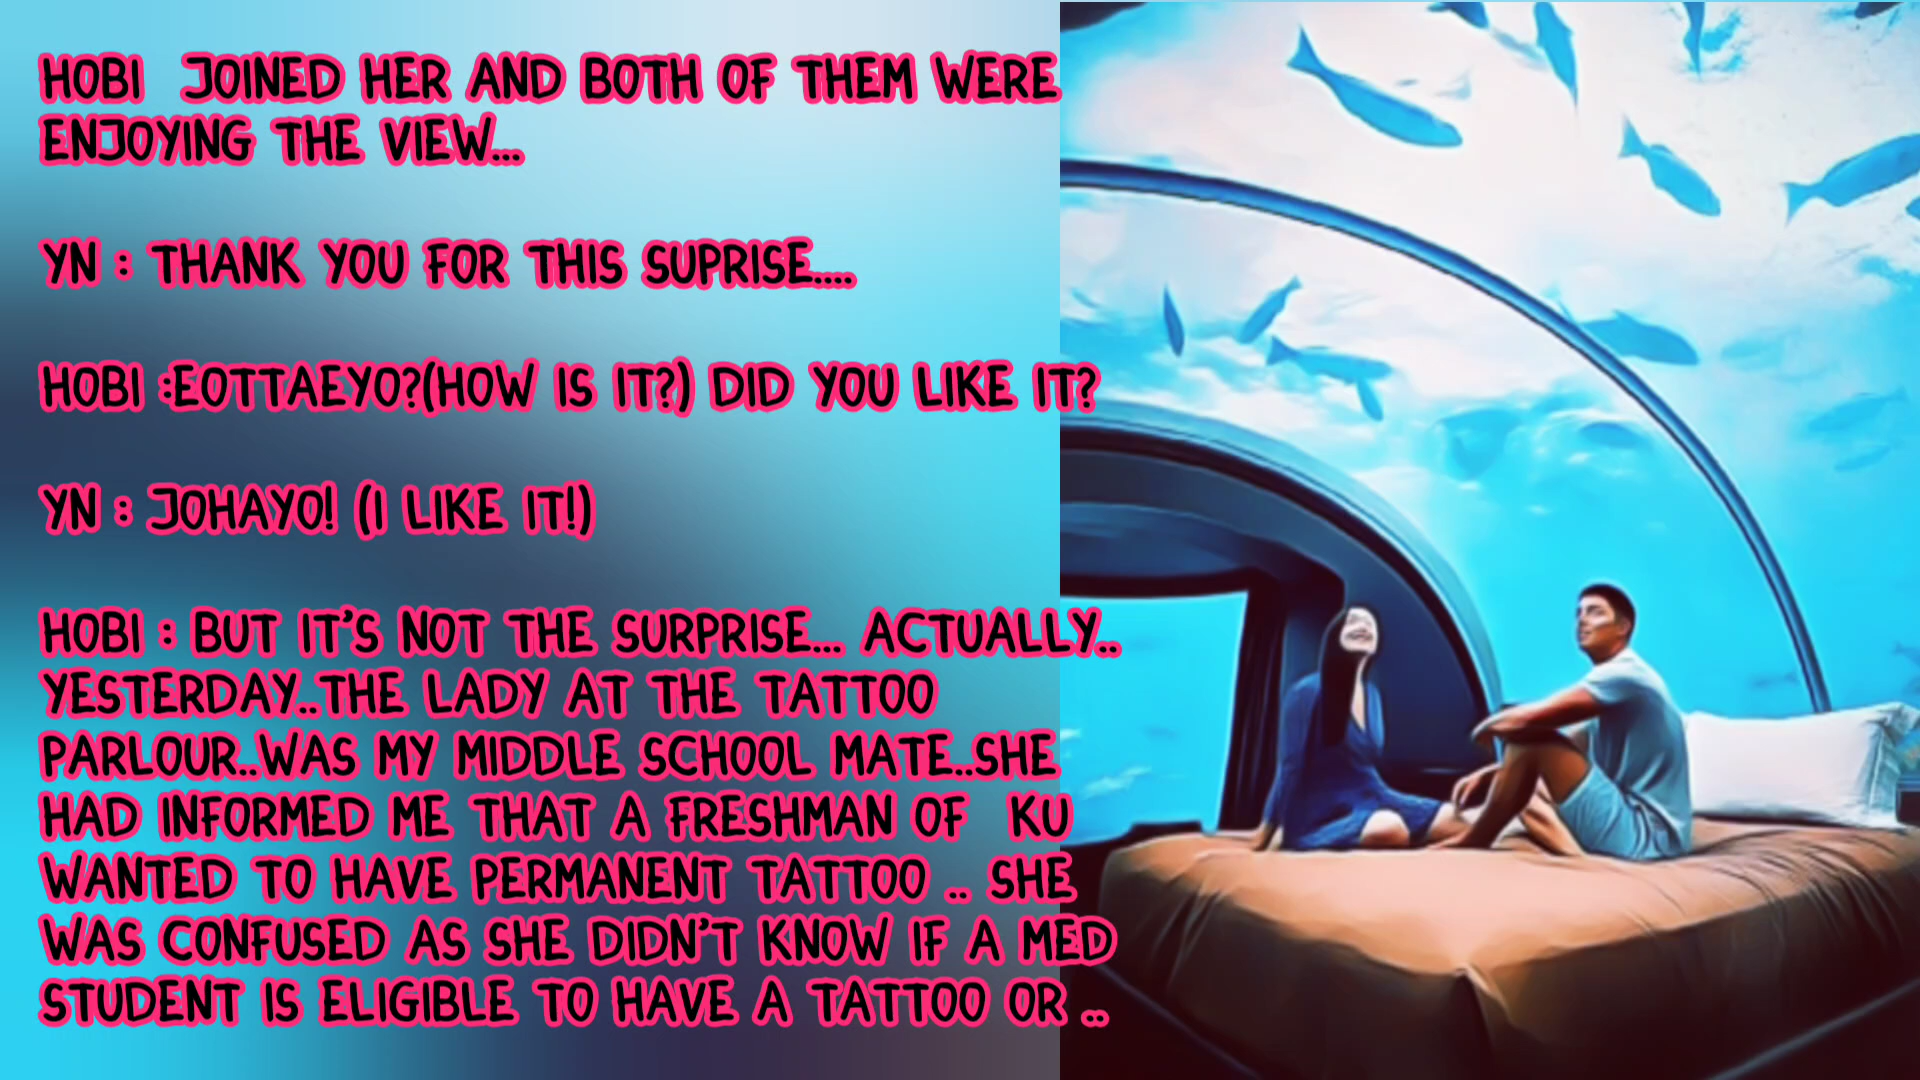 HOBI JOINED HER AND BOTH OF THEM WERE
ENJOYING THE VIEW...
YN : THANK YOU FOR THIS SUPRISE....
HOBI :EOTTAEYO?(HOW IS IT?) DID YOU LIKE IT?
YN : JOHAYO! (I LIKE IT!)
HOBI : BUT IT'S NOT THE SURPRISE... ACTUALLY..
YESTERDAY..THE LADY AT THE TATTOO
PARLOUR..WAS MY MIDDLE SCHOOL MATE..SHE
HAD INFORMED ME THAT A FRESHMAN OF KU
WANTED TO HAVE PERMANENT TATTOO .. SHE
WAS CONFUSED AS SHE DIDN'T KNOW IF A MED
STUDENT IS ELIGIBLE TO HAVE A TATTOO OR ..